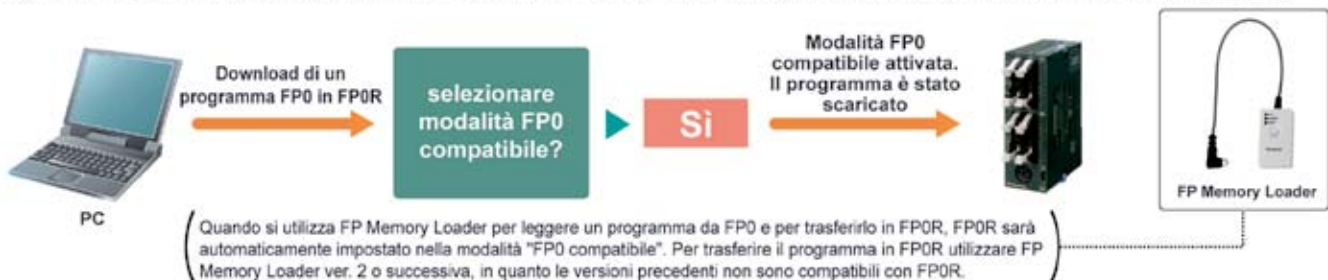 Download di un
programma FP0 in FP0R
selezionare
modalità FP0
compatibile?
Sì
Modalità FP0
compatibile attivata.
Il programma è stato
scaricato
PC
FP Memory Loader
Quando si utilizza FP Memory Loader per leggere un programma da FP0 e per trasferirlo in FP0R, FP0R sarà
automaticamente impostato nella modalità "FP0 compatibile". Per trasferire il programma in FP0R utilizzare FP
Memory Loader ver. 2 o successiva, in quanto le versioni precedenti non sono compatibili con FP0R.